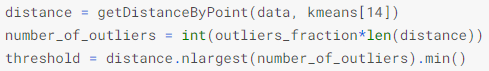 distance = getDistanceByPoint(data, kmeans[14])
number_of_outliers = int(outliers_fraction*len(distance))
threshold = distance.nlargest(number_of_outliers).min()